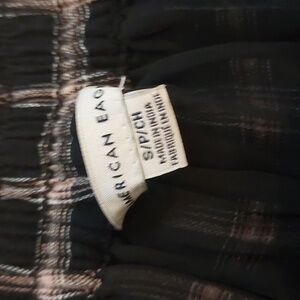 AMERICAN EAG
S/P/CH
MADE IN INDIA
FABRIQUÉ EN INDE